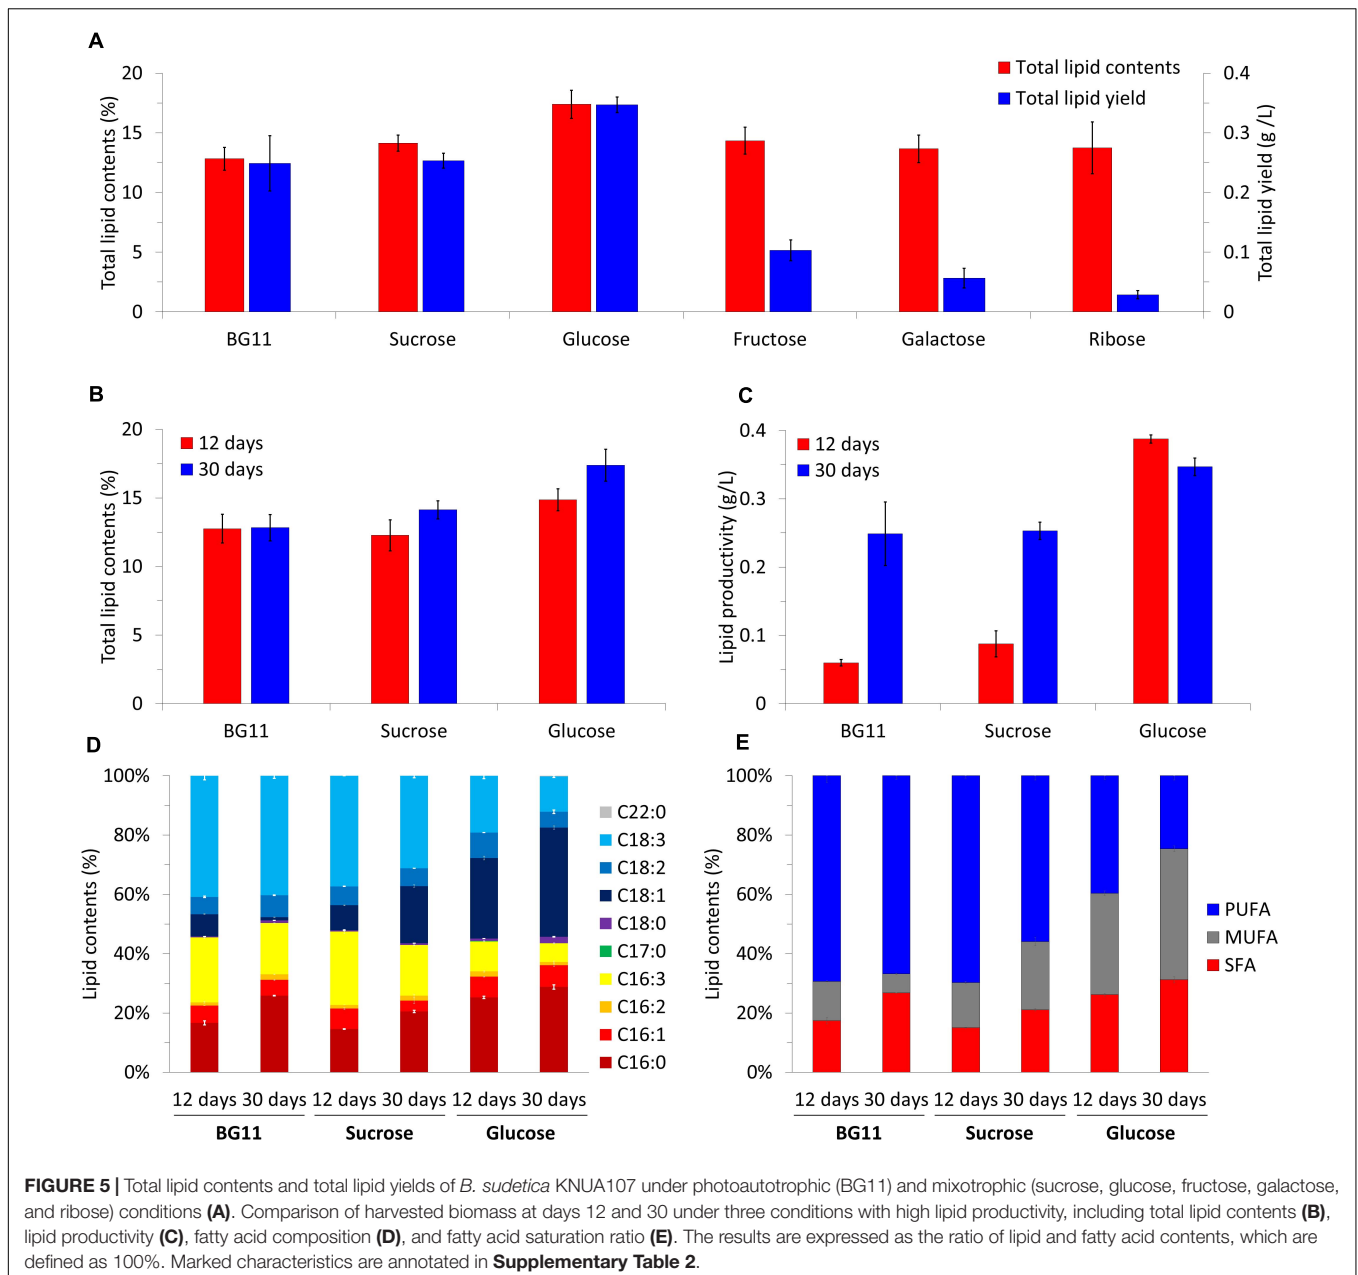 A
Total lipid contents
Total lipid yield
Total lipid contents (%)
20
15
10
5
0
Total lipid yield (g /L)
0.4
0.3
0.2
0.1
0
BG11 Sucrose Glucose Fructose Galactose Ribose
B
Total lipid contents (%)
20
15
10
5
0
12 days
30 days
BG11 Sucrose Glucose
C
Lipid productivity (g/L)
0.4
0.3
0.2
0.1
0
12 days
30 days
BG11 Sucrose Glucose
D
Lipid contents (%)
100%
80%
60%
40%
20%
0%
C22:0
C18:3
C18:2
C18:1
C18:0
C17:0
C16:3
C16:2
C16:1
C16:0
12 days 30 days 12 days 30 days 12 days 30 days
BG11 Sucrose Glucose
E
Lipid contents (%)
100%
80%
60%
40%
20%
0%
PUFA
MUFA
SFA
12 days 30 days 12 days 30 days 12 days 30 days
BG11 Sucrose Glucose
FIGURE 5 | Total lipid contents and total lipid yields of B. sudetica KNUA107 under photoautotrophic (BG11) and mixotrophic (sucrose, glucose, fructose, galactose,
and ribose) conditions (A). Comparison of harvested biomass at days 12 and 30 under three conditions with high lipid productivity, including total lipid contents (B),
lipid productivity (C), fatty acid composition (D), and fatty acid saturation ratio (E). The results are expressed as the ratio of lipid and fatty acid contents, which are
defined as 100%. Marked characteristics are annotated in Supplementary Table 2.